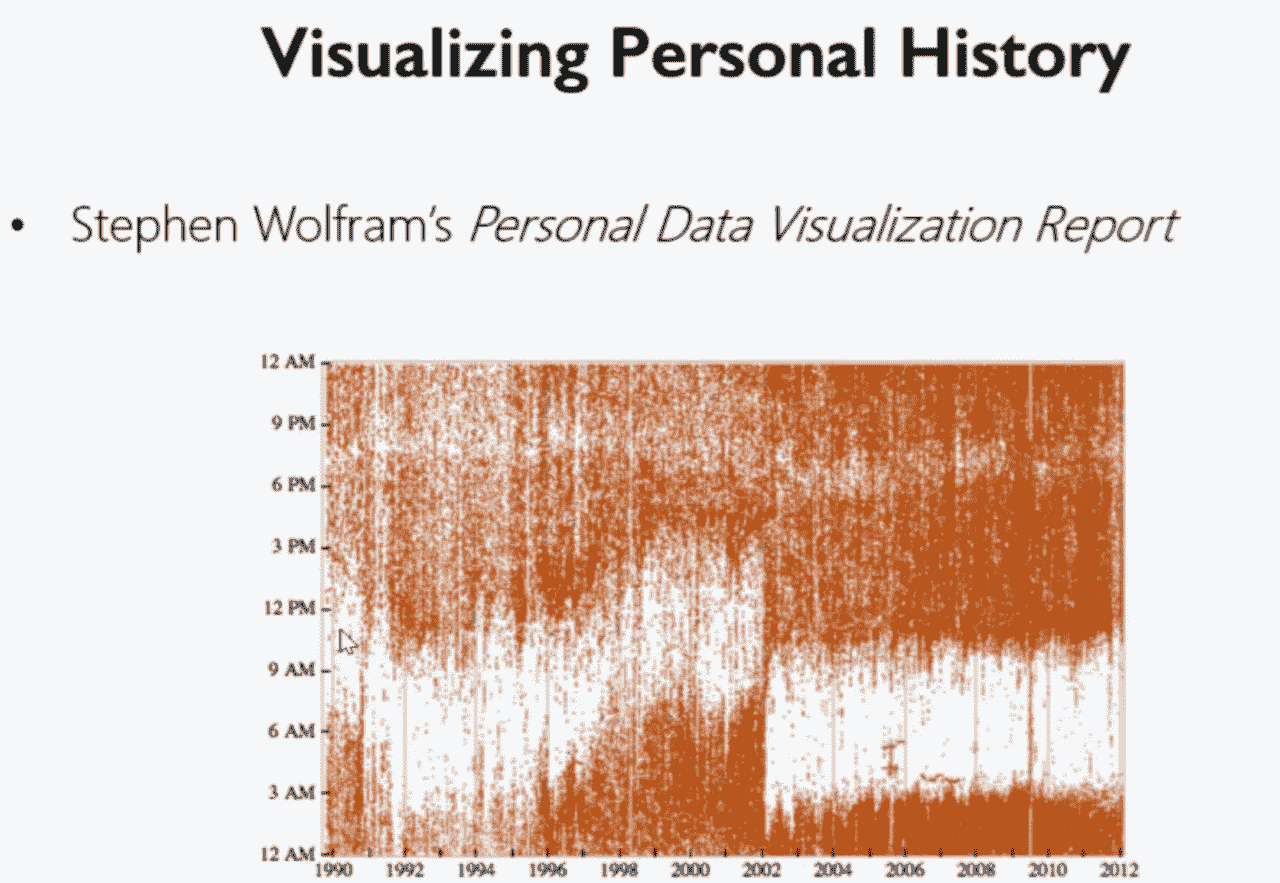 Visualizing Personal History
• Stephen Wolfram's Personal Data Visualization Report
12 AM
9 PM
6 PM
3 PM
12 PM
9 AM
6 AM
3 AM
12 AM
1990 1992 1994 1996 1998 2000 2002 2004 2006 2008 2010 2012